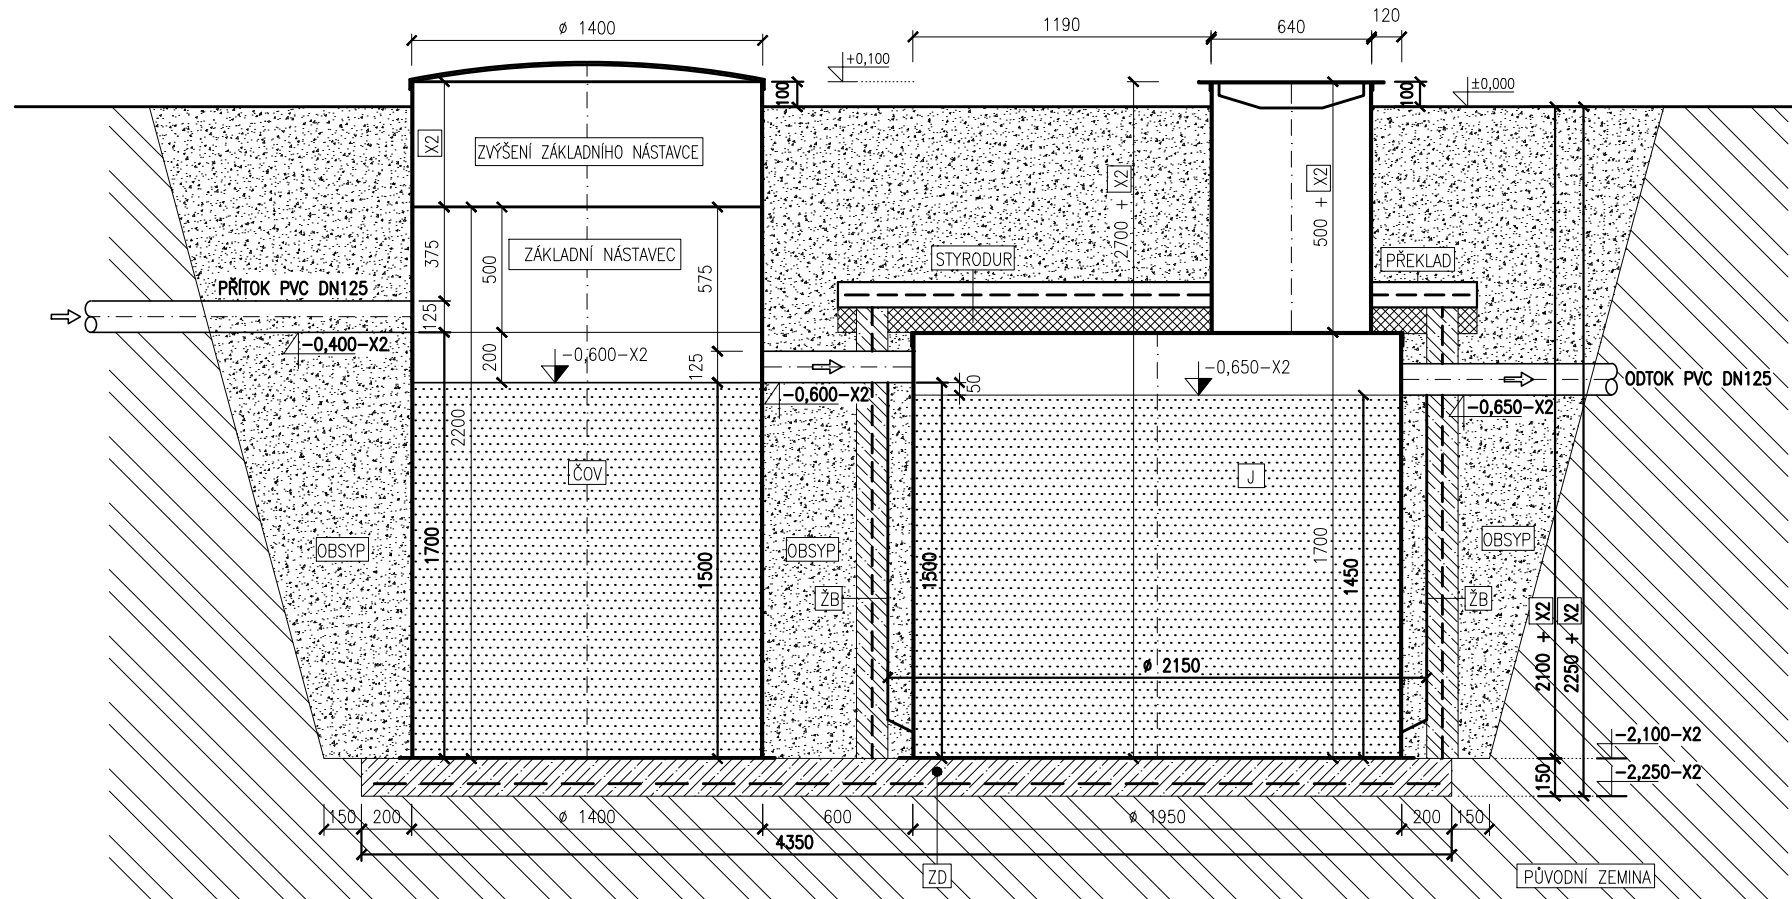 ø 1400
1190
640
120
+0,100
100
100
±0,000
X2
ZVÝŠENÍ ZÁKLADNÍHO NÁSTAVCE
2700 + X2
500 + X2
ZÁKLADNÍ NÁSTAVEC
375
500
575
STYRODUR
PŘEKLAD
PŘÍTOK PVC DN125
125
-0,400-X2
200
-0,600-X2
125
-0,600-X2
50
-0,650-X2
ODTOK PVC DN125
-0,650-X2
2200
ČOV
J
OBSYP
1700
1500
OBSYP
1500
1700
1450
OBSYP
ŽB
ŽB
2100 + X2
2250 + X2
ø 2150
-2,100-X2
150
-2,250-X2
150
200
ø 1400
600
ø 1950
200
150
4350
ZD
PŮVODNÍ ZEMINA